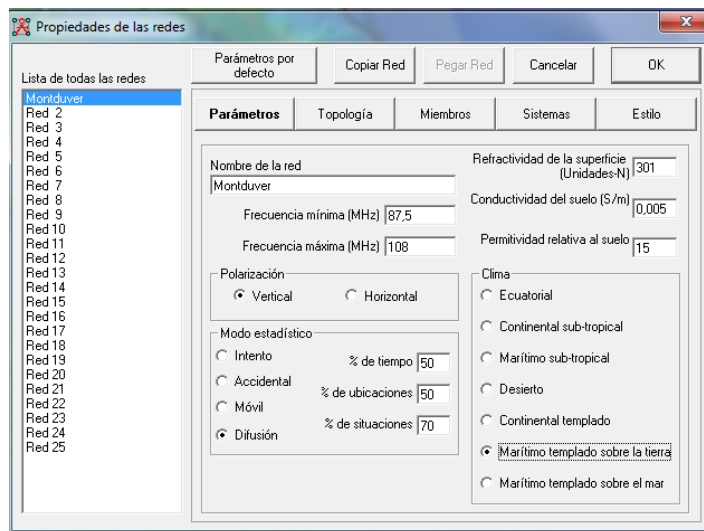 Propiedades de las redes
Parámetros por defecto
Copiar Red
Pegar Red
Cancelar
OK
Lista de todas las redes
Montduver
Red 2
Red 3
Red 4
Red 5
Red 6
Red 7
Red 8
Red 9
Red 10
Red 11
Red 12
Red 13
Red 14
Red 15
Red 16
Red 17
Red 18
Red 19
Red 20
Red 21
Red 22
Red 23
Red 24
Red 25
Parámetros
Topología
Miembros
Sistemas
Estilo
Nombre de la red
Montduver
Frecuencia mínima (MHz) 87,5
Frecuencia máxima (MHz) 108
Refractividad de la superficie
(Unidades-N) 301
Conductividad del suelo (S/m) 0,005
Permitividad relativa al suelo 15
Polarización
Vertical
Horizontal
Modo estadístico
Intento
Accidental
Móvil
Difusión
% de tiempo 50
% de ubicaciones 50
% de situaciones 70
Clima
Ecuatorial
Continental sub-tropical
Marítimo sub-tropical
Desierto
Continental templado
Marítimo templado sobre la tierra
Marítimo templado sobre el mar